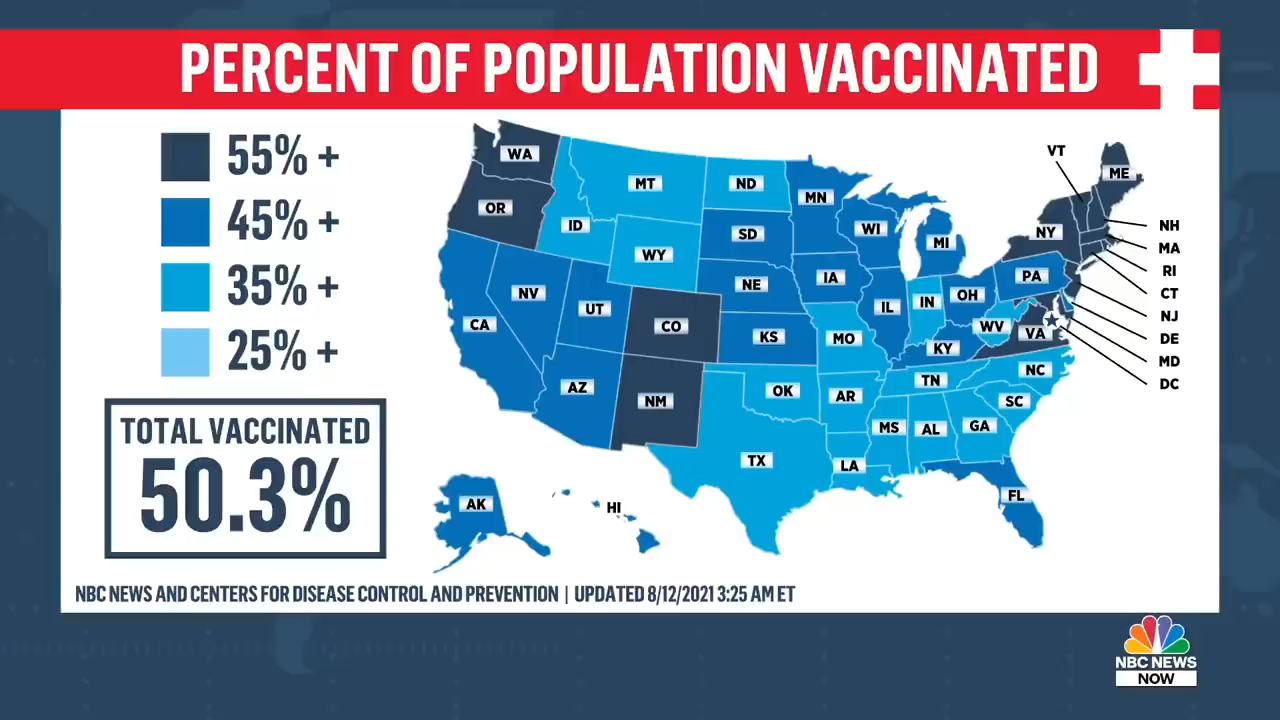 PERCENT OF POPULATION VACCINATED
55% +
45% +
35% +
25% +
TOTAL VACCINATED
50.3%
WA
OR
CA
NV
ID
MT
WY
UT
AZ
CO
NM
ND
SD
NE
KS
OK
TX
MN
IA
MO
AR
LA
WI
IL
MI
IN
OH
KY
TN
MS
AL
GA
FL
SC
NC
VA
WV
PA
NY
VT
ME
NH
MA
RI
CT
NJ
DE
MD
DC
AK
HI
NBC NEWS AND CENTERS FOR DISEASE CONTROL AND PREVENTION | UPDATED 8/12/2021 3:25 AM ET
NBC NEWS
NOW